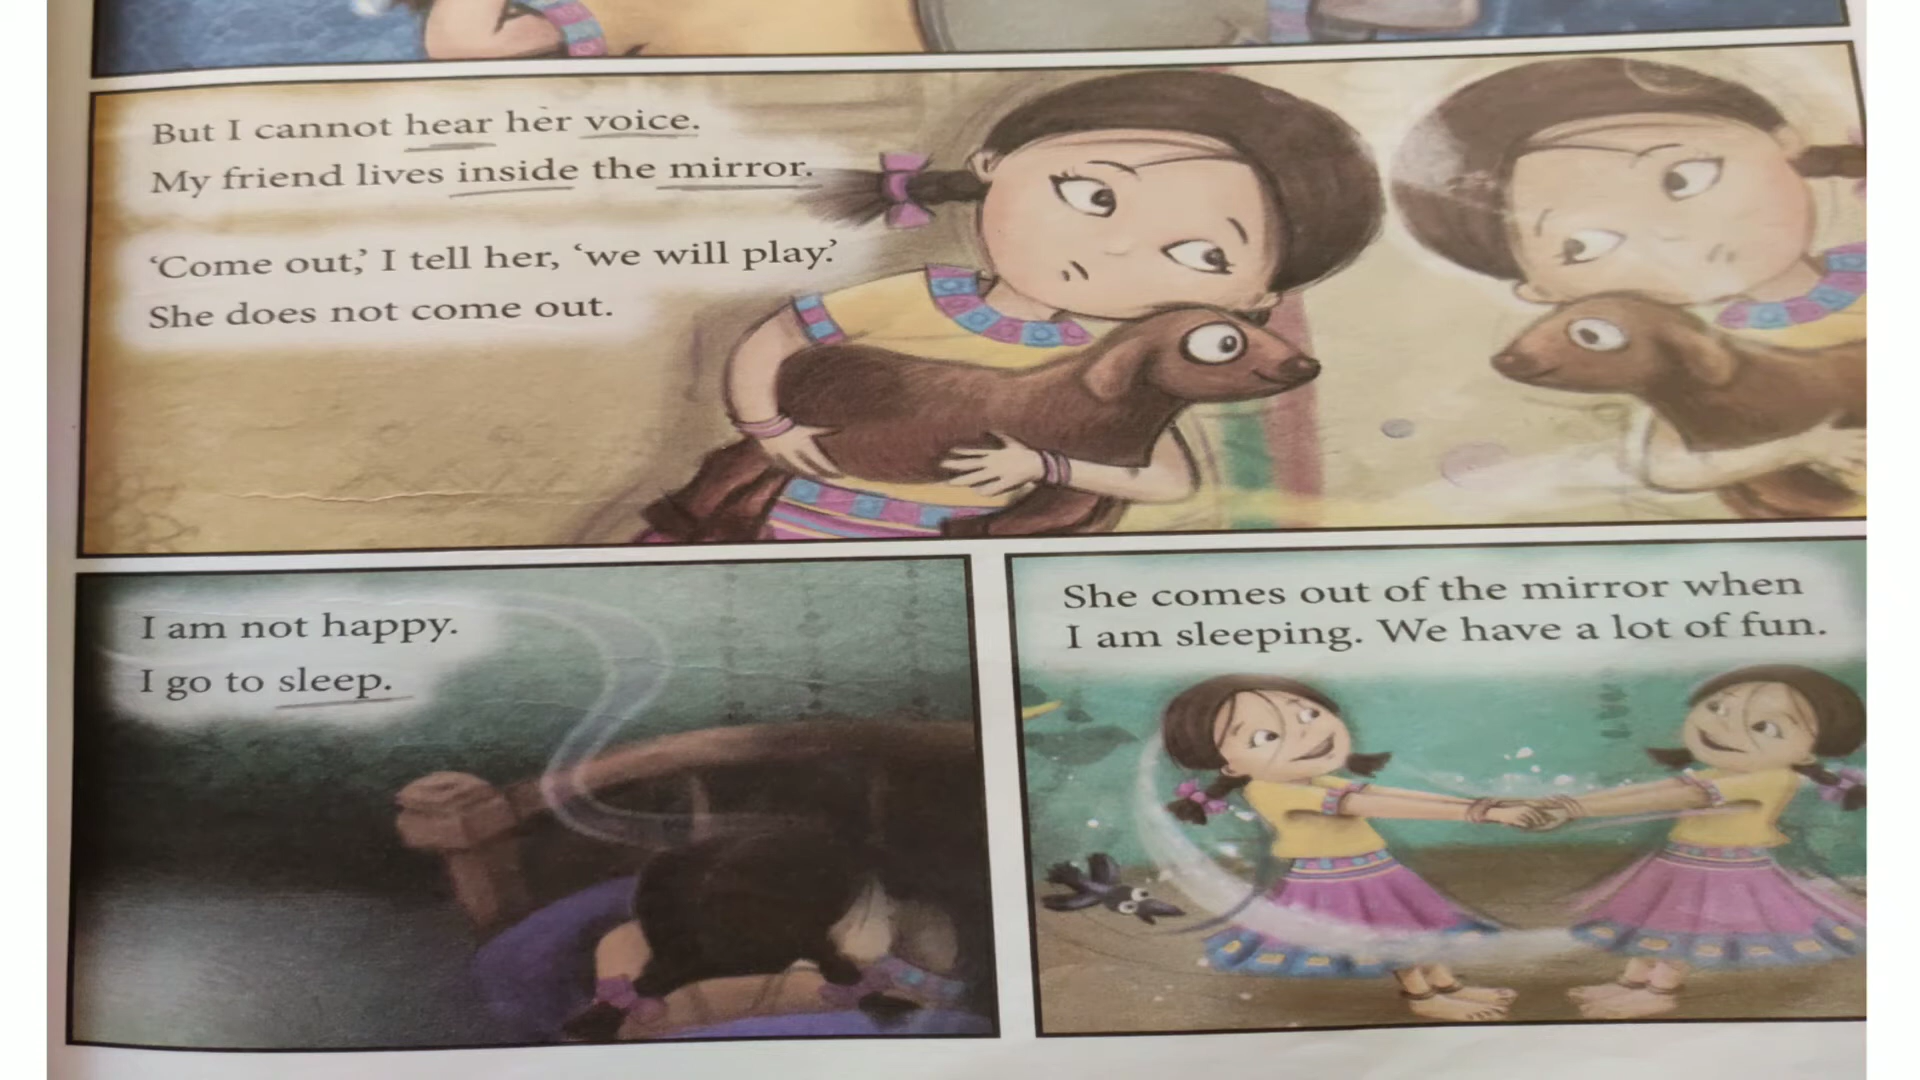 But I cannot hear her voice.
My friend lives inside the mirror.
‘Come out,’ I tell her, ‘we will play.’
She does not come out.
I am not happy.
I go to sleep.
She comes out of the mirror when
I am sleeping. We have a lot of fun.